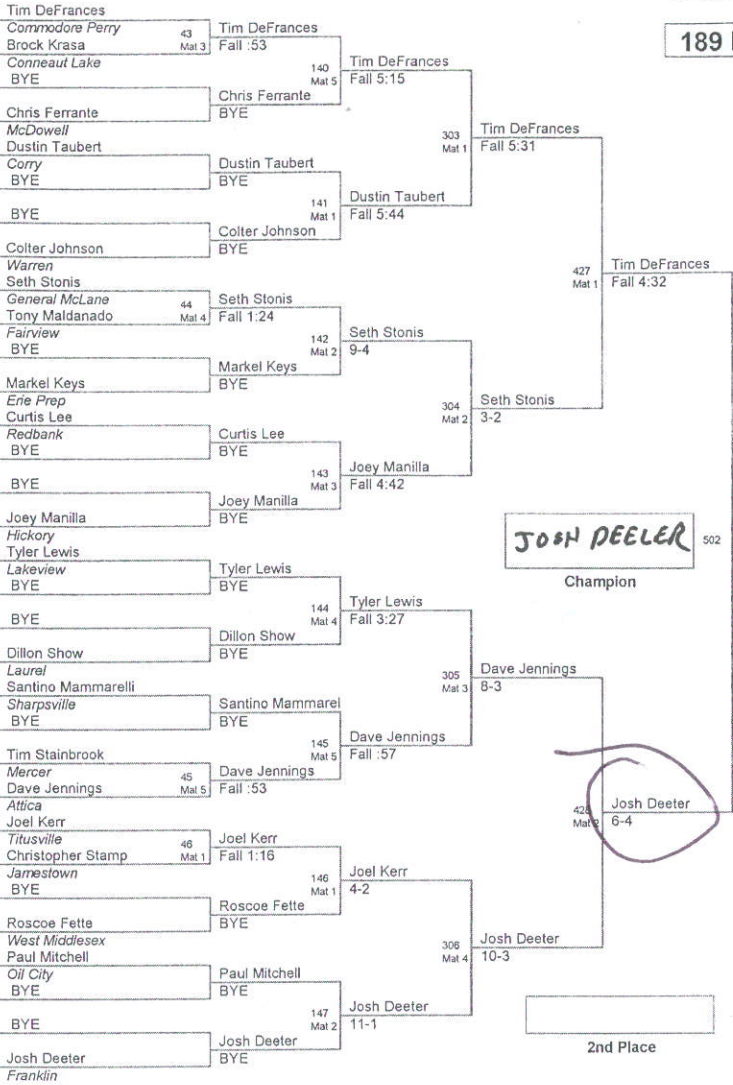 Tim DeFrances
Commodore Perry
Brock Krasa
Conneaut Lake
BYE
Chris Ferrante
McDowell
Dustin Taubert
Corry
BYE
BYE
Colter Johnson
Warren
Seth Stonis
General McLane
Tony Maldanado
Fairview
BYE
Markel Keys
Erie Prep
Curtis Lee
Redbank
BYE
BYE
Joey Manilla
Hickory
Tyler Lewis
Lakeview
BYE
BYE
Dillon Show
Laurel
Santino Mammarelli
Sharpsville
BYE
Tim Stainbrook
Mercer
Dave Jennings
Attica
Joel Kerr
Titusville
Christopher Stamp
Jamestown
BYE
Roscoe Fette
West Middlesex
Paul Mitchell
Oil City
BYE
BYE
Josh Deeter
Franklin
43
Mat 3
44
Mat 4
45
Mat 5
46
Mat 1
Tim DeFrances
Fall :53
Chris Ferrante
BYE
Dustin Taubert
BYE
Colter Johnson
BYE
Seth Stonis
Fall 1:24
Markel Keys
BYE
Curtis Lee
BYE
Joey Manilla
BYE
Tyler Lewis
BYE
Dillon Show
BYE
Santino Mammarel
BYE
Dave Jennings
Fall :53
Joel Kerr
Fall 1:16
Roscoe Fette
BYE
Paul Mitchell
BYE
Josh Deeter
BYE
140
Mat 5
141
Mat 1
142
Mat 2
143
Mat 3
144
Mat 4
145
Mat 5
146
Mat 1
147
Mat 2
Tim DeFrances
Fall 5:15
Dustin Taubert
Fall 5:44
Seth Stonis
9-4
Joey Manilla
Fall 4:42
Tyler Lewis
Fall 3:27
Dave Jennings
Fall :57
Joel Kerr
4-2
Josh Deeter
11-1
303
Mat 1
304
Mat 2
305
Mat 3
306
Mat 4
Tim DeFrances
Fall 5:31
Seth Stonis
3-2
Dave Jennings
8-3
Josh Deeter
10-3
427
Mat 1
428
Mat 2
Tim DeFrances
Fall 4:32
Josh Deeter
6-4
189
JOSH DEELER
502
Champion
2nd Place